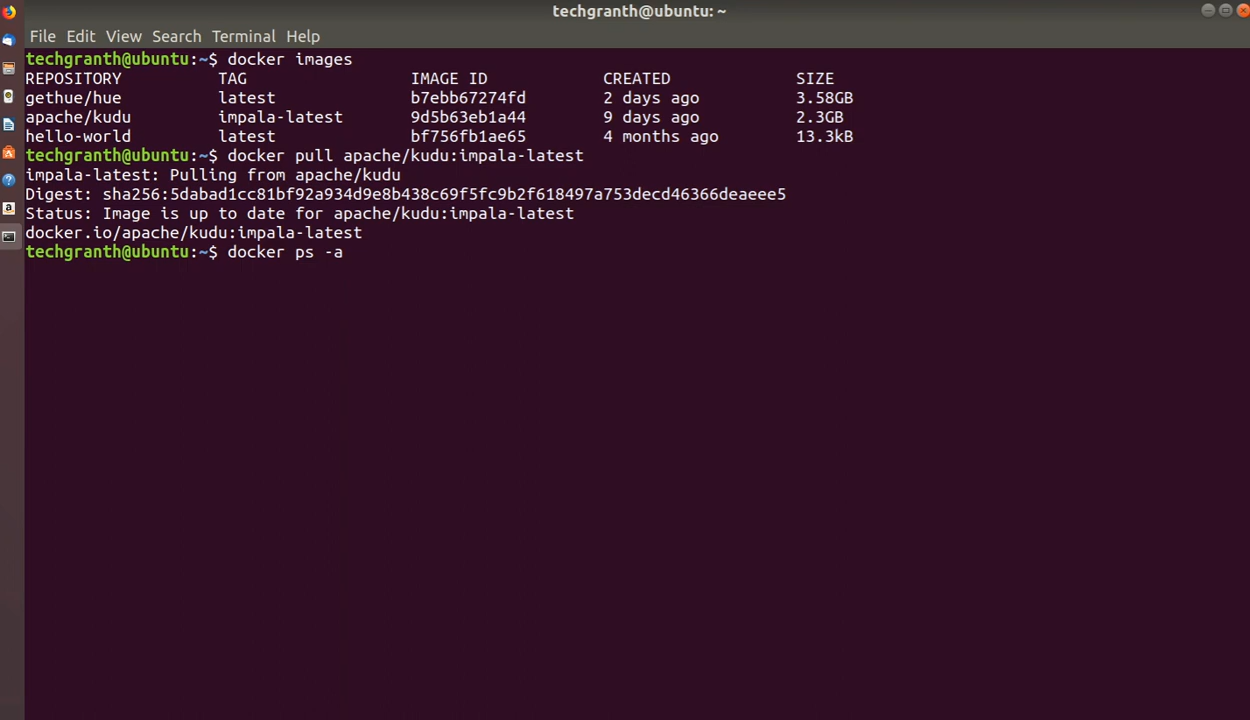 techgranth@ubuntu: ~
File Edit View Search Terminal Help
techgranth@ubuntu:~$ docker images
REPOSITORY TAG IMAGE ID CREATED SIZE
gethue/hue latest b7ebb67274fd 2 days ago 3.58GB
apache/kudu impala-latest 9d5b63eb1a44 9 days ago 2.3GB
hello-world latest bf756fb1ae65 4 months ago 13.3kB
techgranth@ubuntu:~$ docker pull apache/kudu:impala-latest
impala-latest: Pulling from apache/kudu
Digest: sha256:5dabad1cc81bf92a934d9e8b438c69f5fc9b2f618497a753decd46366deaeee5
Status: Image is up to date for apache/kudu:impala-latest
docker.io/apache/kudu:impala-latest
techgranth@ubuntu:~$ docker ps -a